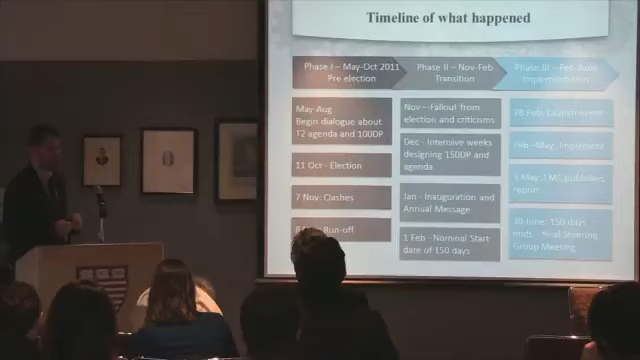 Timeline of what happened
Phase I – May-Oct 2011
Pre election
Phase II – Nov-Feb
Transition
Phase III – Feb-June
Implementation
May-Aug
Begin dialogue about
T2 agenda and 100DP
11 Oct - Election
7 Nov: Clashes
8 Run-off
Nov – Fallout from
election and criticisms
Dec - Intensive weeks
designing 150DP and
agenda
Jan - Inauguration and
Annual Message
1 Feb - Nominal Start
date of 150 days
28 Feb: Launch event
Feb –May: Implement
3 May: publishes
report
30 June: 150 days
ends – final Steering
Group Meeting